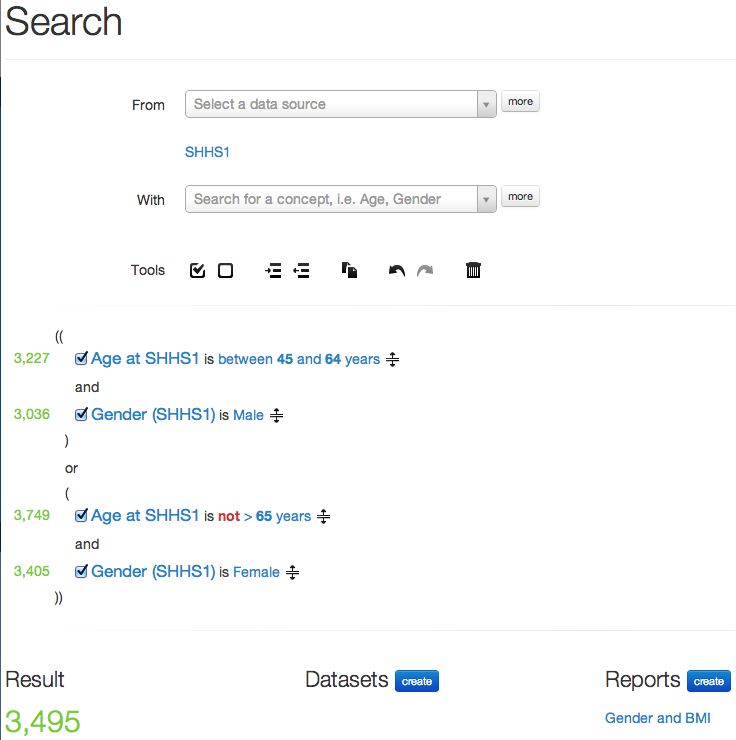 Search
From Select a data source more
SHHS1
With Search for a concept, i.e. Age, Gender more
Tools
((
3,227 Age at SHHS1 is between 45 and 64 years
and
3,036 Gender (SHHS1) is Male
)
or
(
3,749 Age at SHHS1 is not > 65 years
and
3,405 Gender (SHHS1) is Female
))
Result Datasets create Reports create
3,495 Gender and BMI